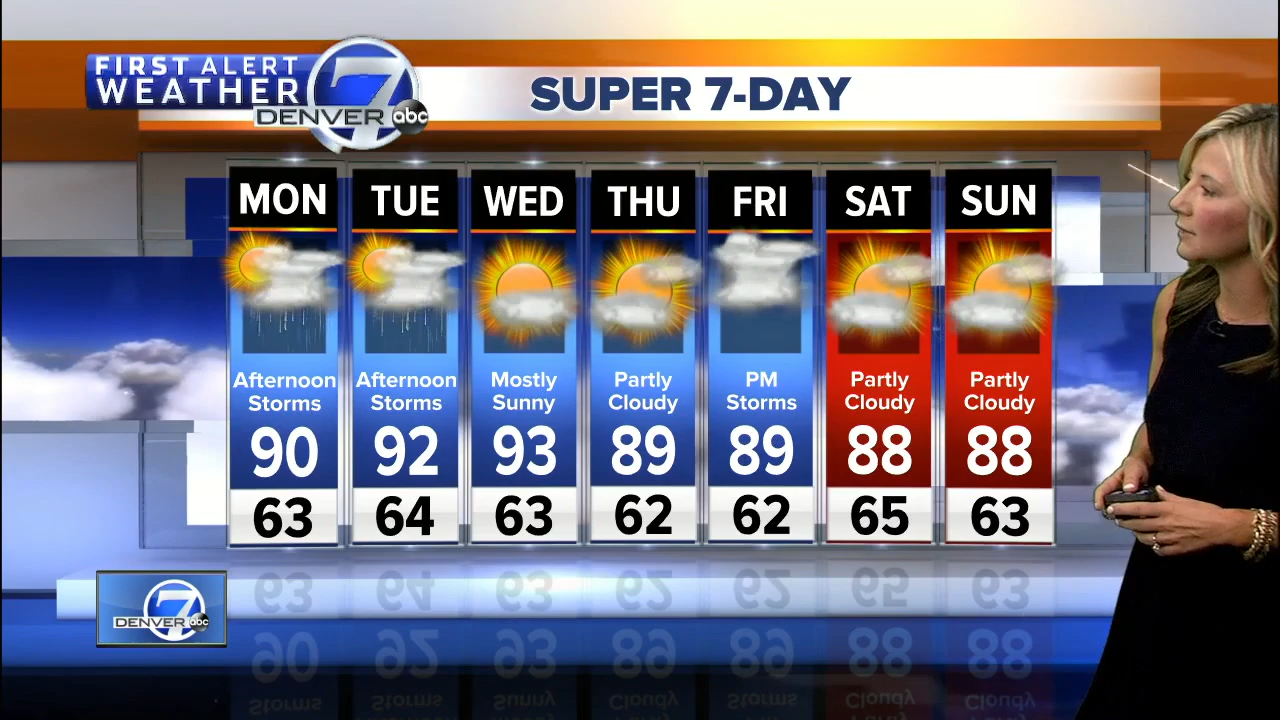 FIRST ALERT
WEATHER
7
DENVER abc
SUPER 7-DAY
MON
Afternoon
Storms
90
63
TUE
Afternoon
Storms
92
64
WED
Mostly
Sunny
93
63
THU
Partly
Cloudy
89
62
FRI
PM
Storms
89
62
SAT
Partly
Cloudy
88
65
SUN
Partly
Cloudy
88
63
DENVER 7 abc